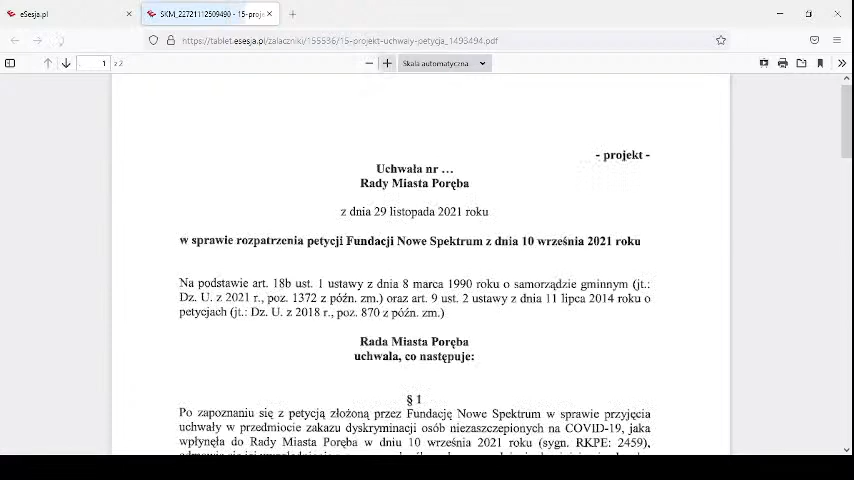 eSesja.pl
SKM_22721112509490 - 15-proje
https://tablet.esesja.pl/zalaczniki/155536/15-projekt-uchwaly-petycja_1493494.pdf
1 z 2
Skala automatyczna
- projekt -
Uchwała nr …
Rady Miasta Poręba
z dnia 29 listopada 2021 roku
w sprawie rozpatrzenia petycji Fundacji Nowe Spektrum z dnia 10 września 2021 roku
Na podstawie art. 18b ust. 1 ustawy z dnia 8 marca 1990 roku o samorządzie gminnym (jt.:
Dz. U. z 2021 r., poz. 1372 z późn. zm.) oraz art. 9 ust. 2 ustawy z dnia 11 lipca 2014 roku o
petycjach (jt.: Dz. U. z 2018 r., poz. 870 z późn. zm.)
Rada Miasta Poręba
uchwala, co następuje:
§ 1
Po zapoznaniu się z petycją złożoną przez Fundację Nowe Spektrum w sprawie przyjęcia
uchwały w przedmiocie zakazu dyskryminacji osób niezaszczepionych na COVID-19, jaka
wpłynęła do Rady Miasta Poręba w dniu 10 września 2021 roku (sygn. RKPE: 2459),